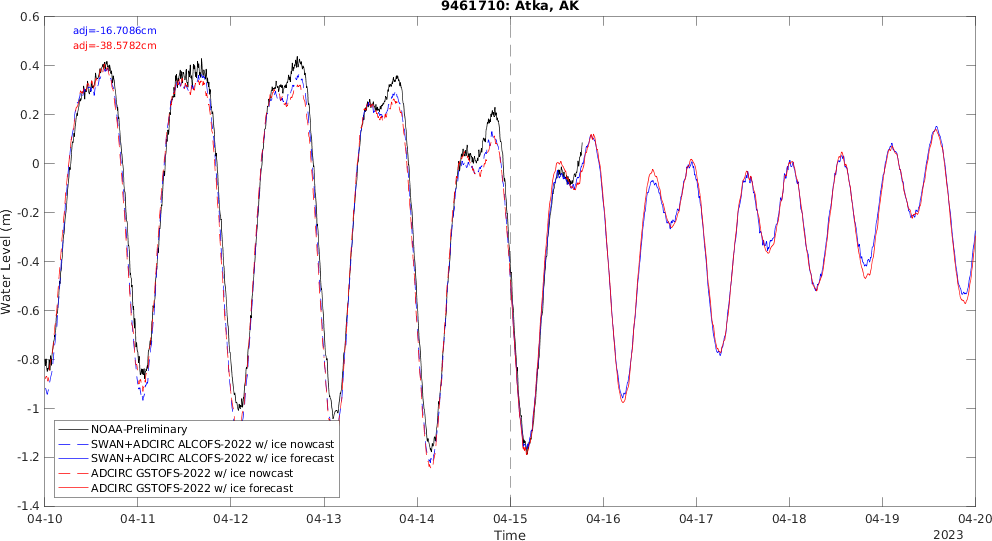 9461710: Atka, AK
adj=-16.7086cm
adj=-38.5782cm
0.6
0.4
0.2
0
-0.2
-0.4
-0.6
-0.8
-1
-1.2
-1.4
Water Level (m)
NOAA-Preliminary
SWAN+ADCIRC ALCOFS-2022 w/ ice nowcast
SWAN+ADCIRC ALCOFS-2022 w/ ice forecast
ADCIRC GSTOFS-2022 w/ ice nowcast
ADCIRC GSTOFS-2022 w/ ice forecast
04-10 04-11 04-12 04-13 04-14 04-15 04-16 04-17 04-18 04-19 04-20
Time
2023